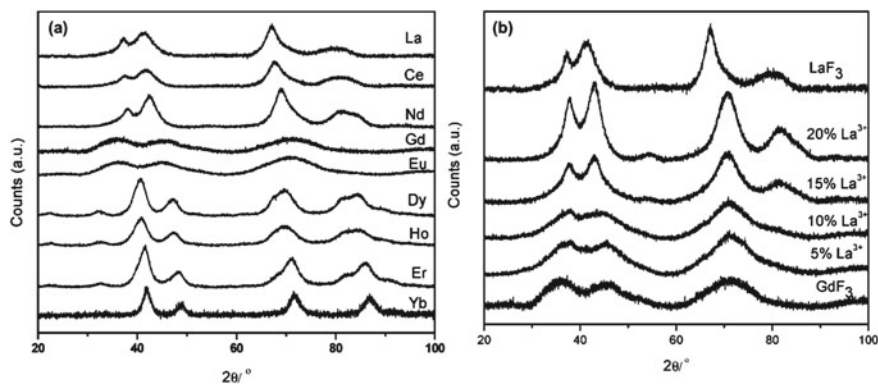 (a)
La
Ce
Nd
Gd
Eu
Dy
Ho
Er
Yb
Counts (a.u.)
20 40 60 80 100
2θ/ °
(b)
LaF₃
20% La³⁺
15% La³⁺
10% La³⁺
5% La³⁺
GdF₃
Counts (a.u.)
20 40 60 80 100
2θ/ °